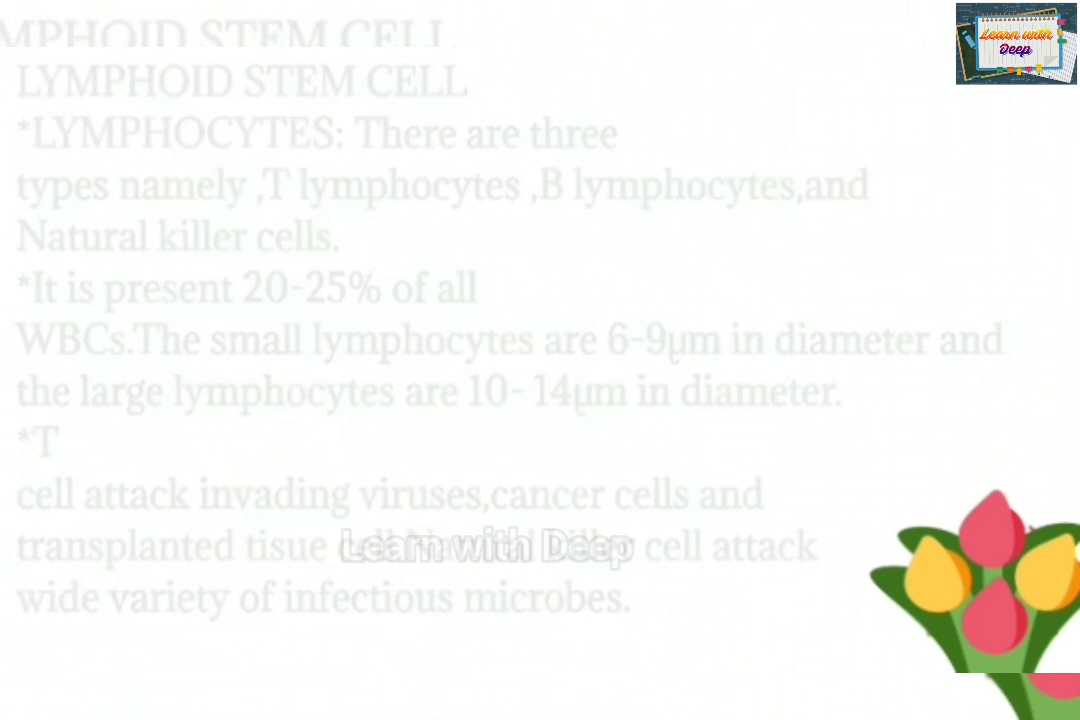 MPHOID STEM CELL
Learn with
Deep
LYMPHOID STEM CELL
*LYMPHOCYTES: There are three
types namely ,T lymphocytes ,B lymphocytes,and
Natural killer cells.
*It is present 20-25% of all
WBCs.The small lymphocytes are 6-9μm in diameter and
the large lymphocytes are 10- 14μm in diameter.
*T
cell attack invading viruses,cancer cells and
transplanted tissue cell attack
Learn with Deep
wide variety of infectious microbes.